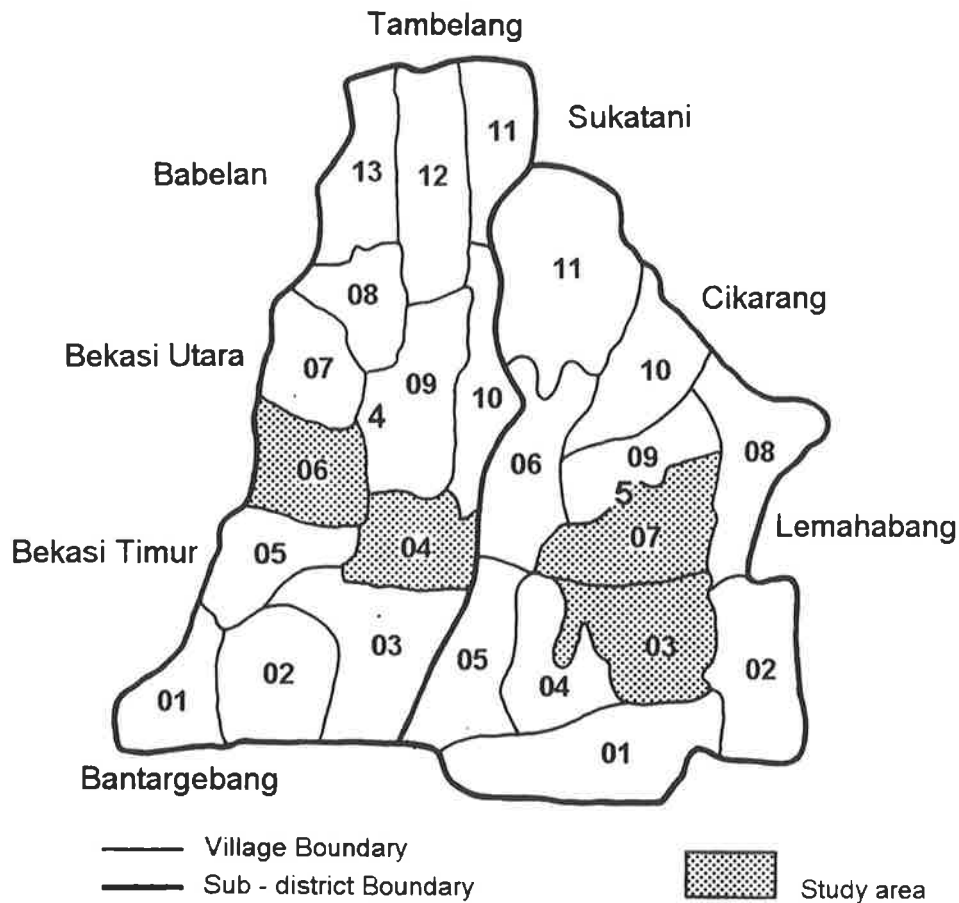 Tambelang
Sukatani
11
Babelan
13
12
11
08
Cikarang
Bekasi Utara
07
09
10
10
4
06
06
09
08
5
Lemahabang
Bekasi Timur
05
04
07
03
05
03
02
01
02
04
01
Bantargebang
Village Boundary
Sub - district Boundary
Study area